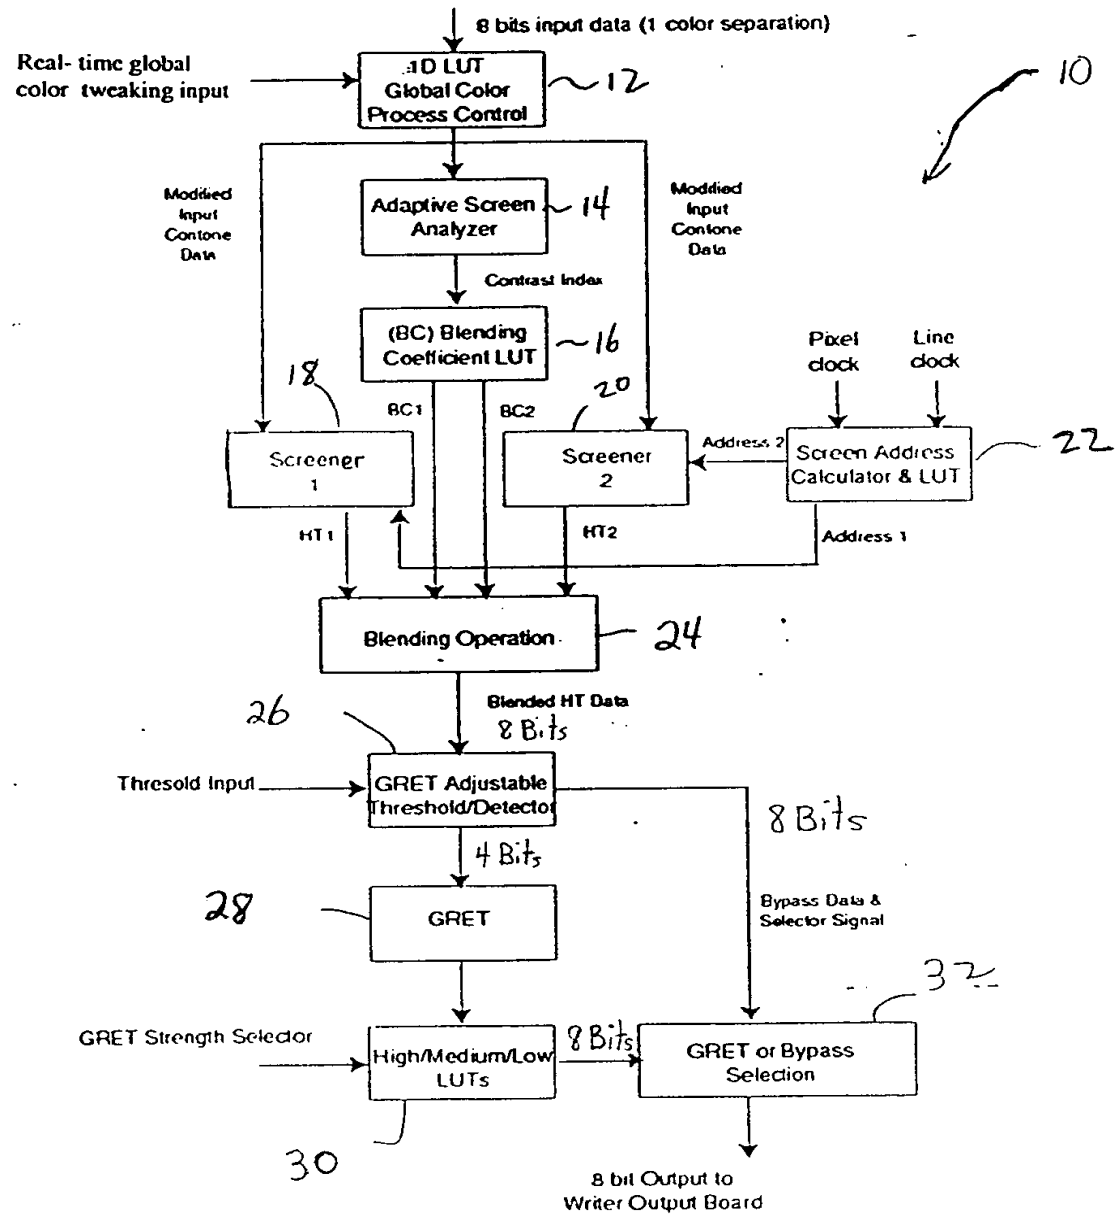 8 bits input data (1 color separation)
Real- time global
color tweaking input
1D LUT
Global Color
Process Control
12
10
Modified
Input
Contone
Data
Adaptive Screen
Analyzer
14
Modified
Input
Contone
Data
Contrast Index
(BC) Blending
Coefficient LUT
16
Pixel
clock
Line
clock
18
BC1
BC2
20
Screener
1
Screener
2
Address 2
Screen Address
Calculator & LUT
22
HT1
HT2
Address 1
Blending Operation
24
Blended HT Data
8 Bits
26
Thresold Input
GRET Adjustable
Threshold/Detector
8 Bits
4 Bits
28
GRET
Bypass Data &
Selector Signal
32
GRET Strength Selector
High/Medium/Low
LUTs
8 Bits
GRET or Bypass
Selection
30
8 bit Output to
Writer Output Board